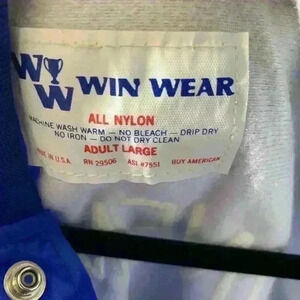 W W WIN WEAR
ALL NYLON
MACHINE WASH WARM — NO BLEACH — DRIP DRY
NO IRON — DO NOT DRY CLEAN
ADULT LARGE
MADE IN U.S.A. RN 29506 ASL #7551 BUY AMERICAN